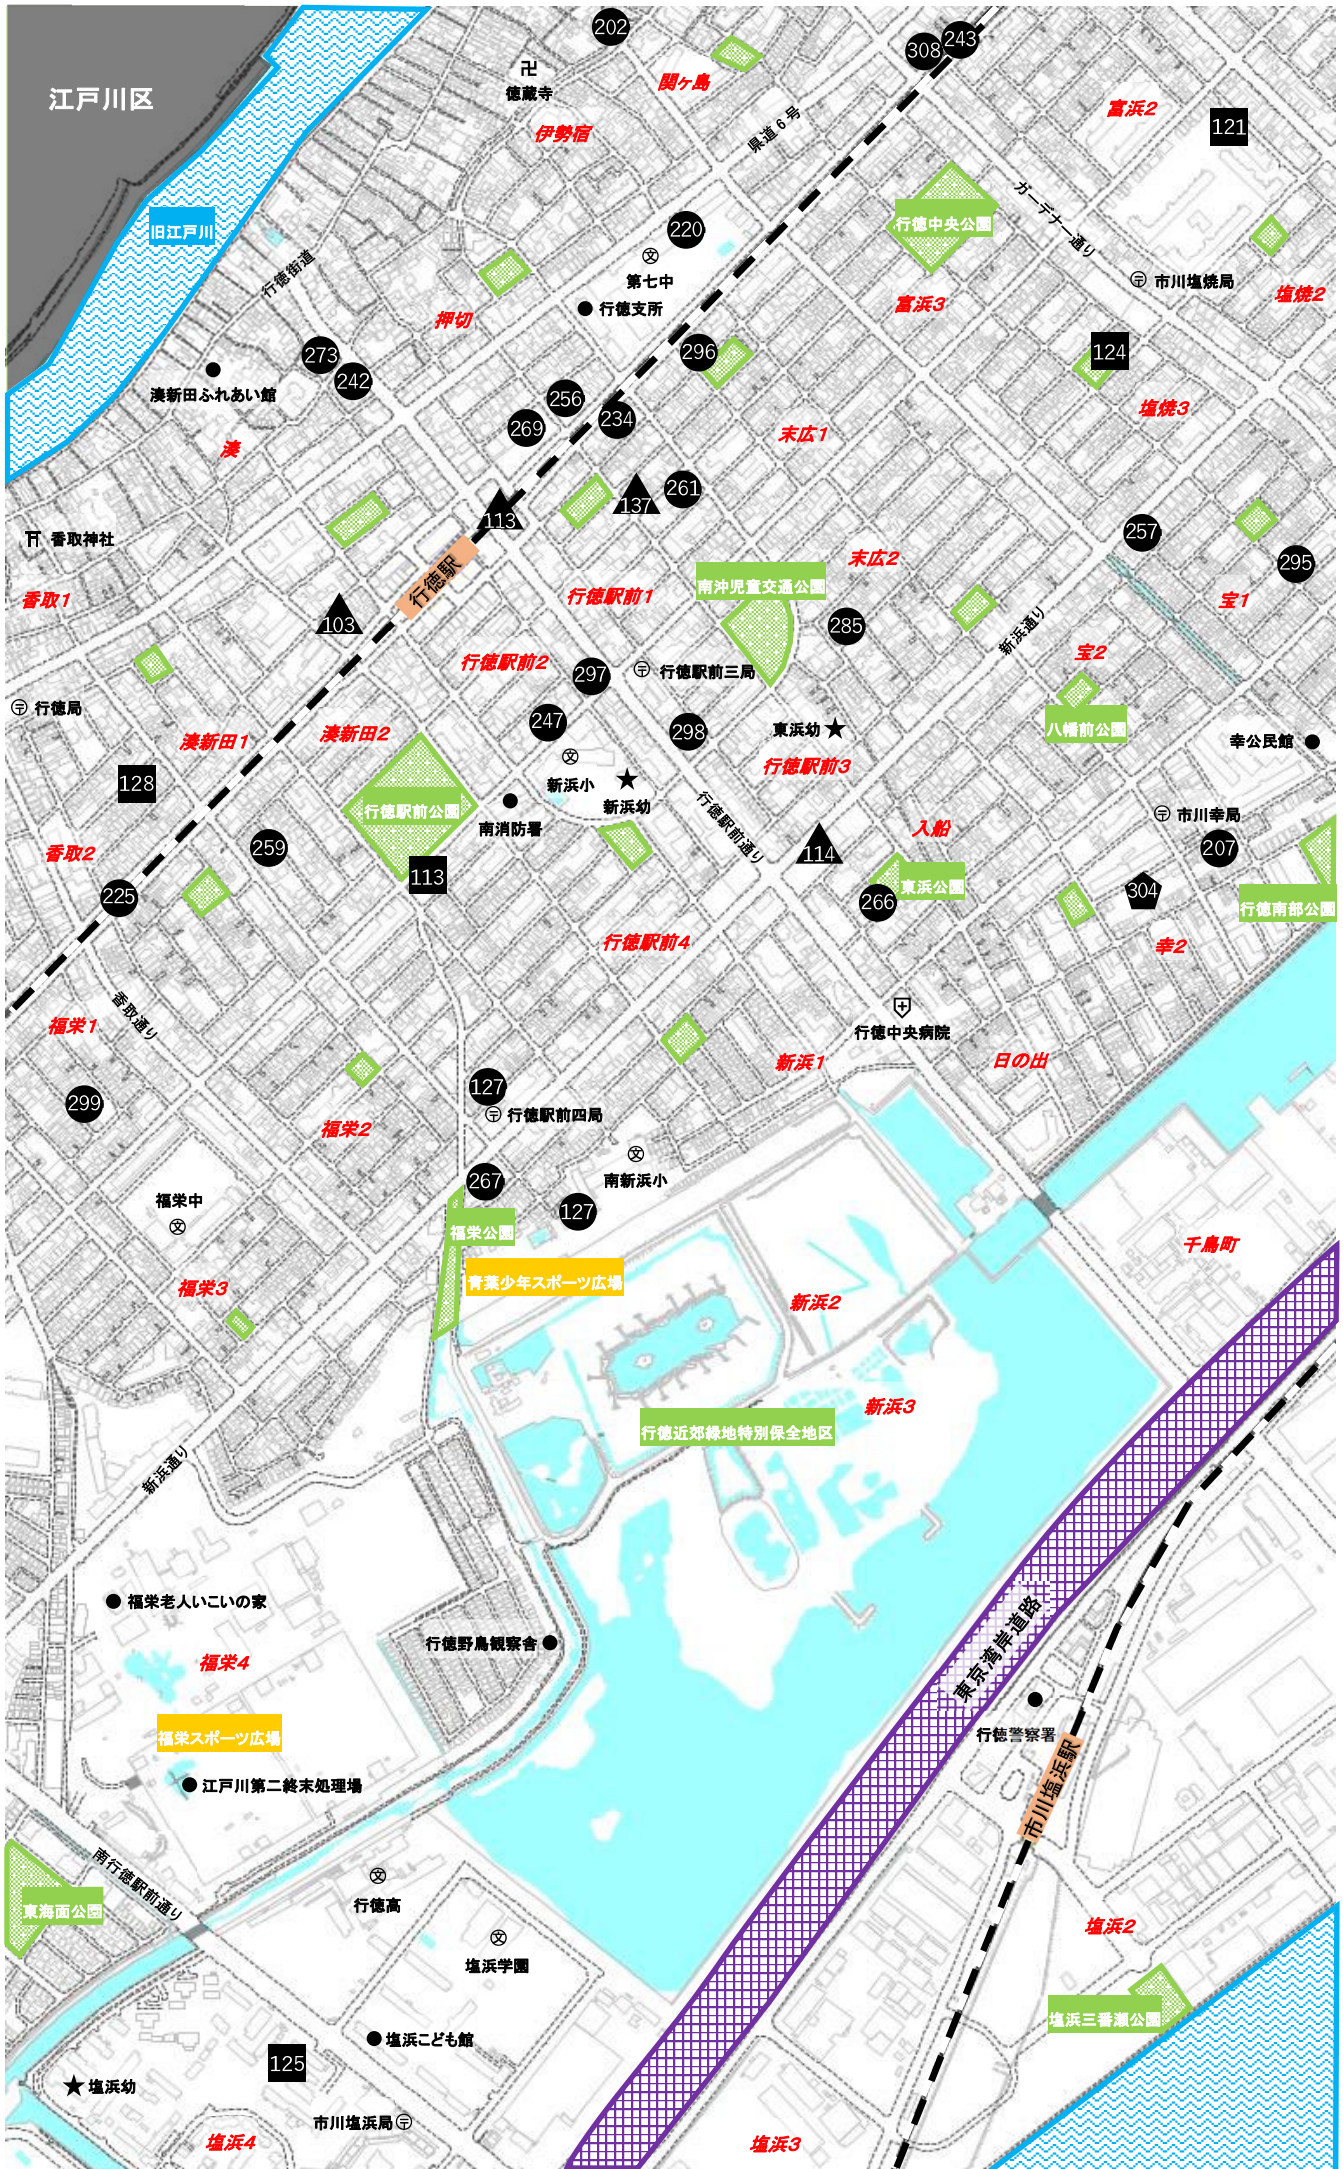 202
308
243
徳蔵寺
関ヶ島
江戸川区
富浜2
121
伊勢宿
県道6号
ガーデナー通り
旧江戸川
220
行徳中央公園
第七中
行徳街道
市川塩焼局
塩焼2
富浜3
行徳支所
押切
273
242
296
124
湊新田ふれあい館
256
269
234
塩焼3
末広1
湊
137
261
113
257
香取神社
295
行徳駅
末広2
南沖児童交通公園
香取1
行徳駅前1
宝1
103
285
新浜通り
宝2
行徳駅前2
297
行徳駅前三局
行徳局
247
298
東浜幼
八幡前公園
湊新田1
湊新田2
幸公民館
行徳駅前3
128
新浜小
新浜幼
行徳駅前公園
南消防署
行徳駅前通り
市川幸局
入船
香取2
259
114
207
113
東浜公園
304
225
266
行徳南部公園
行徳駅前4
幸2
香取通り
福栄1
行徳中央病院
新浜1
日の出
299
127
行徳駅前四局
福栄2
267
南新浜小
福栄中
127
福栄公園
千鳥町
福栄3
青葉少年スポーツ広場
新浜2
新浜3
行徳近郊緑地特別保全地区
新浜通り
福栄老人いこいの家
東京湾岸道路
行徳野鳥観察舎
福栄4
福栄スポーツ広場
行徳警察署
江戸川第二終末処理場
市川塩浜駅
南行徳駅前通り
東海面公園
行徳高
塩浜2
塩浜学園
塩浜三番瀬公園
塩浜こども館
125
塩浜幼
市川塩浜局
塩浜4
塩浜3